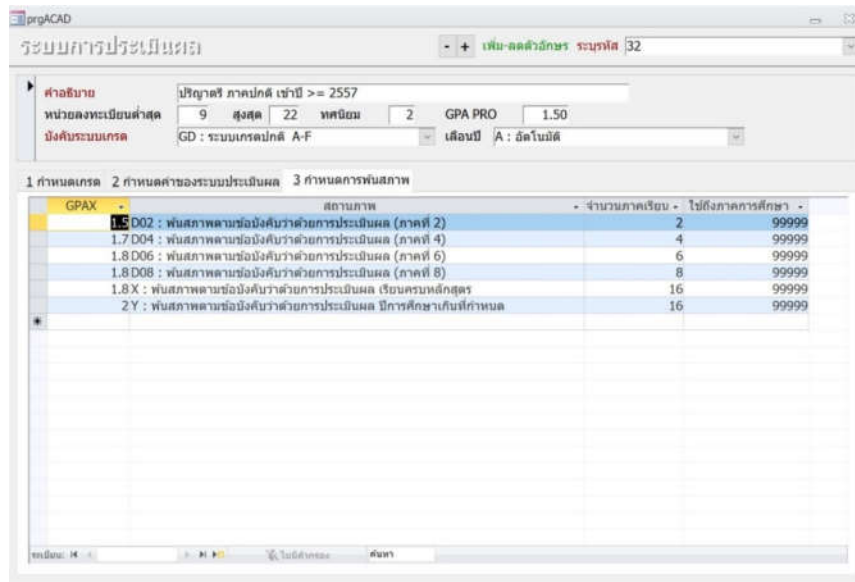 prgACAD
ระบบการประเมินผล - + เพิ่ม-ลดตัวอักษร ระบุรหัส 32
คำอธิบาย ปริญาตรี ภาคปกติ เข้าปี >= 2557
หน่วยลงทะเบียนต่ำสุด 9 สูงสุด 22 ทศนิยม 2 GPA PRO 1.50
บังคับระบบเกรด GD : ระบบเกรดปกติ A-F เลื่อนปี A : อัตโนมัติ
1 กำหนดเกรด 2 กำหนดค่าของระบบประเมินผล 3 กำหนดการพ้นสภาพ
GPAX สถานภาพ จำนวนภาคเรียน ใช้ถึงภาคการศึกษา
1.5 D02 : พ้นสภาพตามข้อบังคับว่าด้วยการประเมินผล (ภาคที่ 2) 2 99999
1.7 D04 : พ้นสภาพตามข้อบังคับว่าด้วยการประเมินผล (ภาคที่ 4) 4 99999
1.8 D06 : พ้นสภาพตามข้อบังคับว่าด้วยการประเมินผล (ภาคที่ 6) 6 99999
1.8 D08 : พ้นสภาพตามข้อบังคับว่าด้วยการประเมินผล (ภาคที่ 8) 8 99999
1.8 X : พ้นสภาพตามข้อบังคับว่าด้วยการประเมินผล เรียนครบหลักสูตร 16 99999
2 Y : พ้นสภาพตามข้อบังคับว่าด้วยการประเมินผล ปีการศึกษาเกินที่กำหนด 16 99999
ระเบียน: ไม่มีตัวกรอง ค้นหา